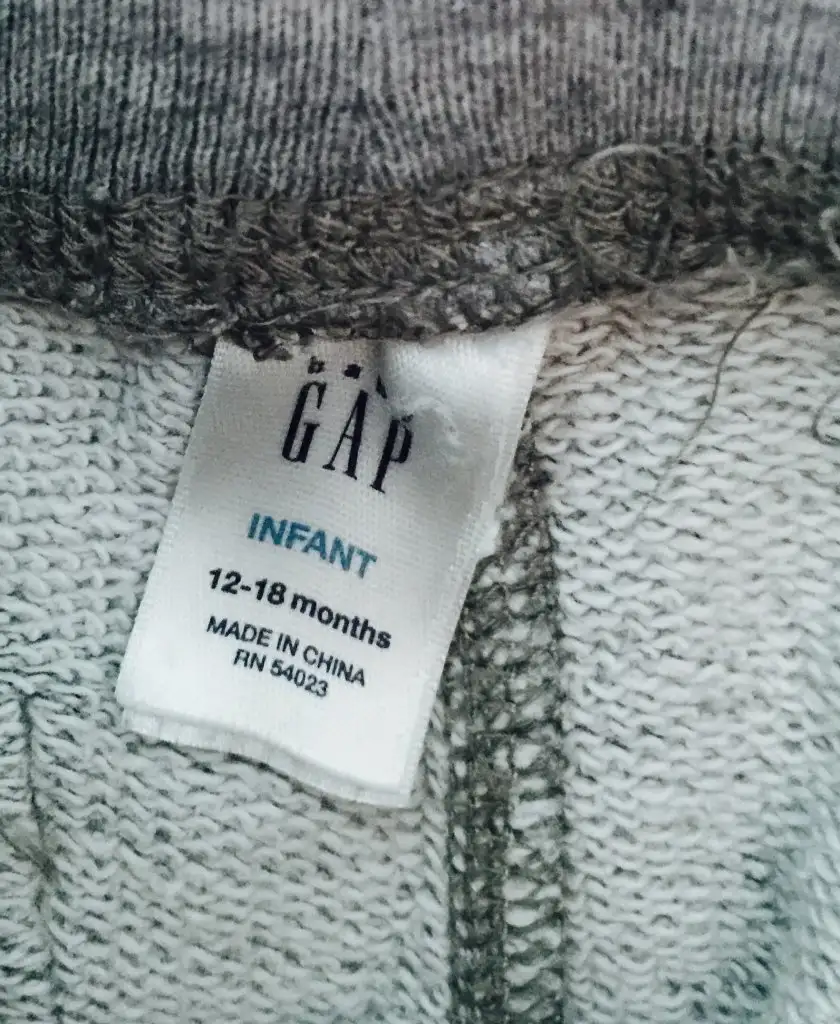 GAP
INFANT
12-18 months
MADE IN CHINA
RN 54023